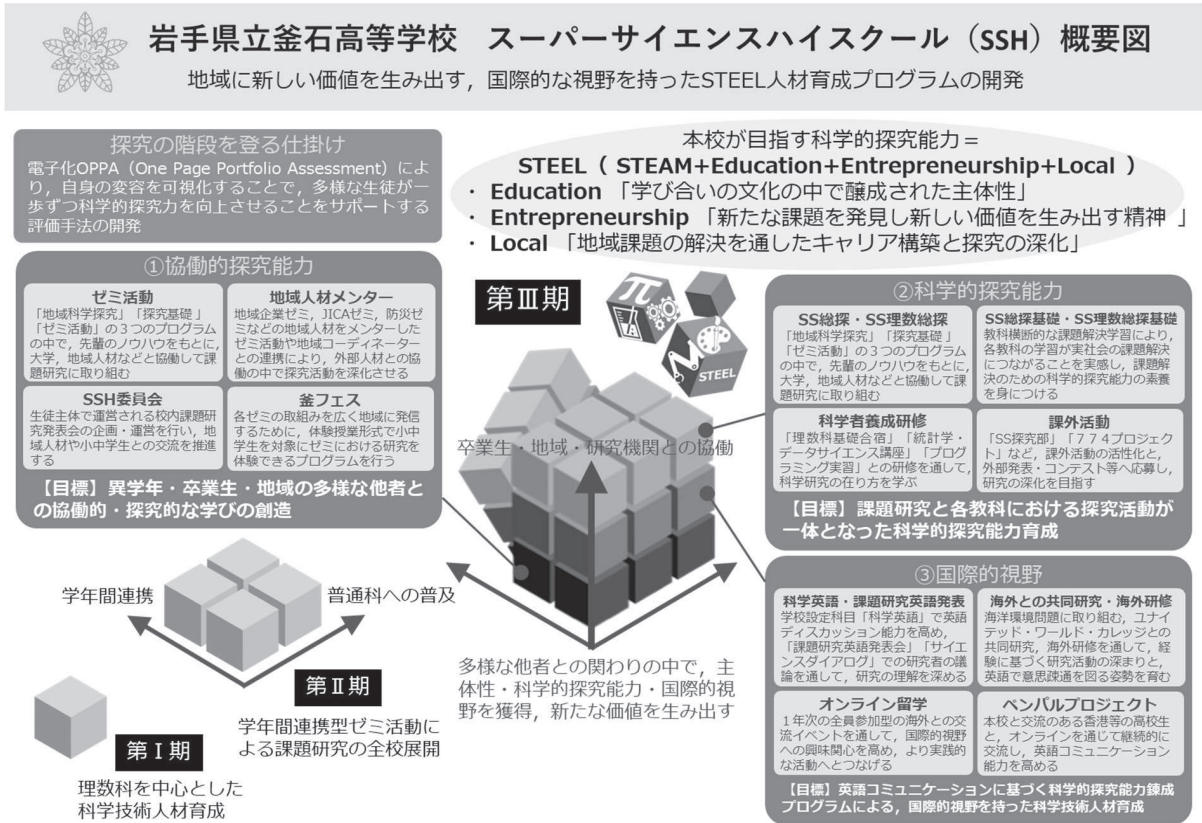 岩手県立釜石高等学校 スーパーサイエンスハイスクール（SSH）概要図
地域に新しい価値を生み出す，国際的な視野を持ったSTEEL人材育成プログラムの開発
探究の階段を登る仕掛け
電子化OPPA（One Page Portfolio Assessment）によ
り，自身の変容を可視化することで，多様な生徒が一
歩ずつ科学的探究力を向上させることをサポートする
評価手法の開発
本校が目指す科学的探究能力＝
STEEL（ STEAM+Education+Entrepreneurship+Local ）
・ Education 「学び合いの文化の中で醸成された主体性」
・ Entrepreneurship 「新たな課題を発見し新しい価値を生み出す精神 」
・ Local 「地域課題の解決を通したキャリア構築と探究の深化」
①協働的探究能力
ゼミ活動
「地域科学探究」「探究基礎」
「ゼミ活動」の３つのプログラム
の中で，先輩のノウハウをもとに，
大学，地域人材などと協働して課
題研究に取り組む
地域人材メンター
地域企業ゼミ，JICAゼミ，防災ゼ
ミなどの地域人材をメンターした
ゼミ活動や地域コーディネーター
との連携により，外部人材との協
働の中で探究活動を深化させる
SSH委員会
生徒主体で運営される校内課題研
究発表会の企画・運営を行い，地
域人材や小中学生との交流を推進
する
釜フェス
各ゼミの取組みを広く地域に発信
するために，体験授業形式で小中
学生を対象にゼミにおける研究を
体験できるプログラムを行う
【目標】異学年・卒業生・地域の多様な他者と
の協働的・探究的な学びの創造
第Ⅲ期
π
M
STEEL
卒業生・地域・研究機関との協働
②科学的探究能力
SS総探・SS理数総探
「地域科学探究」「探究基礎」
「ゼミ活動」の３つのプログラム
の中で，先輩のノウハウをもとに，
大学，地域人材などと協働して課
題研究に取り組む
SS総探基礎・SS理数総探基礎
教科横断的な課題解決学習により，
各教科の学習が実社会の課題解決
につながることを実感し，課題解
決のための科学的探究能力の素養
を身につける
科学者養成研修
「理数科基礎合宿」「統計学・
データサイエンス講座」「プログ
ラミング実習」との研修を通して，
科学研究の在り方を学ぶ
課外活動
「SS探究部」「７７４プロジェク
ト」など，課外活動の活性化と，
外部発表・コンテスト等へ応募し，
研究の深化を目指す
【目標】課題研究と各教科における探究活動が
一体となった科学的探究能力育成
③国際的視野
科学英語・課題研究英語発表
学校設定科目「科学英語」で英語
ディスカッション能力を高め，
「課題研究英語発表会」「サイエ
ンスダイアログ」での研究者の議
論を通して，研究の理解を深める
海外との共同研究・海外研修
海洋環境問題に取り組む，ユナイ
テッド・ワールド・カレッジとの
共同研究，海外研修を通して，経
験に基づく研究活動の深まりと，
英語で意思疎通を図る姿勢を育む
オンライン留学
１年次の全員参加型の海外との交
流イベントを通して，国際的視野
への興味関心を高め，より実践的
な活動へとつなげる
ペンパルプロジェクト
本校と交流のある香港等の高校生
と，オンラインを通じて継続的に
交流し，英語コミュニケーション
能力を高める
【目標】英語コミュニケーションに基づく科学的探究能力錬成
プログラムによる，国際的視野を持った科学技術人材育成
学年間連携
普通科への普及
第Ⅱ期
学年間連携型ゼミ活動に
よる課題研究の全校展開
第Ⅰ期
理数科を中心とした
科学技術人材育成
多様な他者との関わりの中で，主
体性・科学的探究能力・国際的視
野を獲得，新たな価値を生み出す